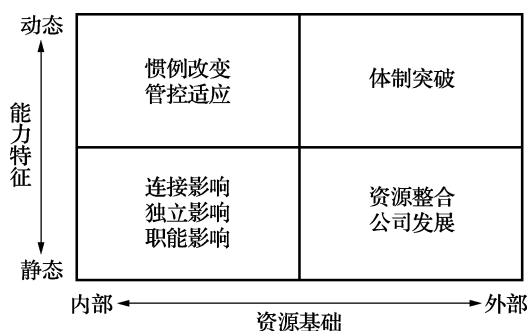 动态
惯例改变
管控适应
体制突破
能力特征
连接影响
独立影响
职能影响
资源整合
公司发展
静态
内部
外部
资源基础